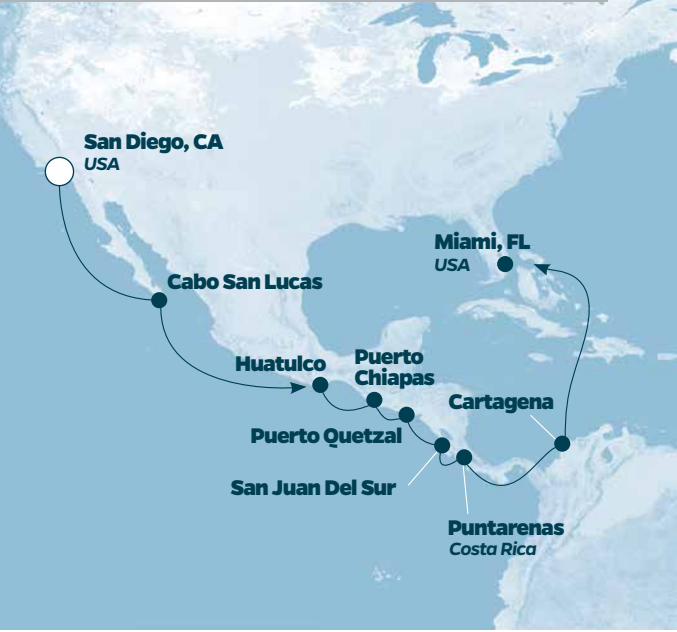 San Diego, CA
USA
Miami, FL
USA
Cabo San Lucas
Huatulco
Puerto
Chiapas
Cartagena
Puerto Quetzal
San Juan Del Sur
Puntarenas
Costa Rica